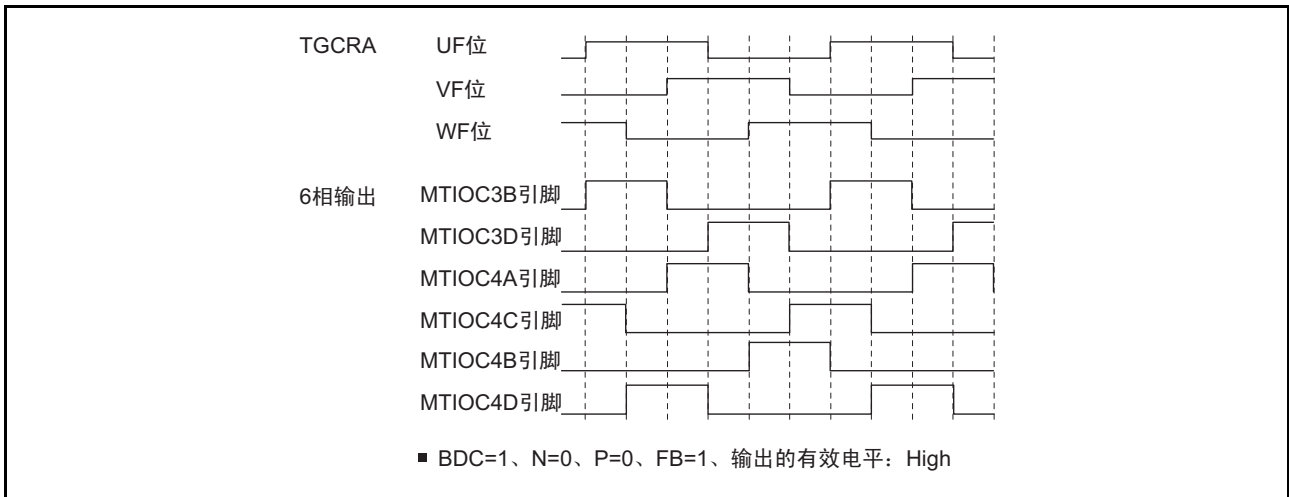 TGCRA UF位
VF位
WF位
6相输出 MTIOC3B引脚
MTIOC3D引脚
MTIOC4A引脚
MTIOC4C引脚
MTIOC4B引脚
MTIOC4D引脚
■ BDC=1、N=0、P=0、FB=1、输出的有效电平：High